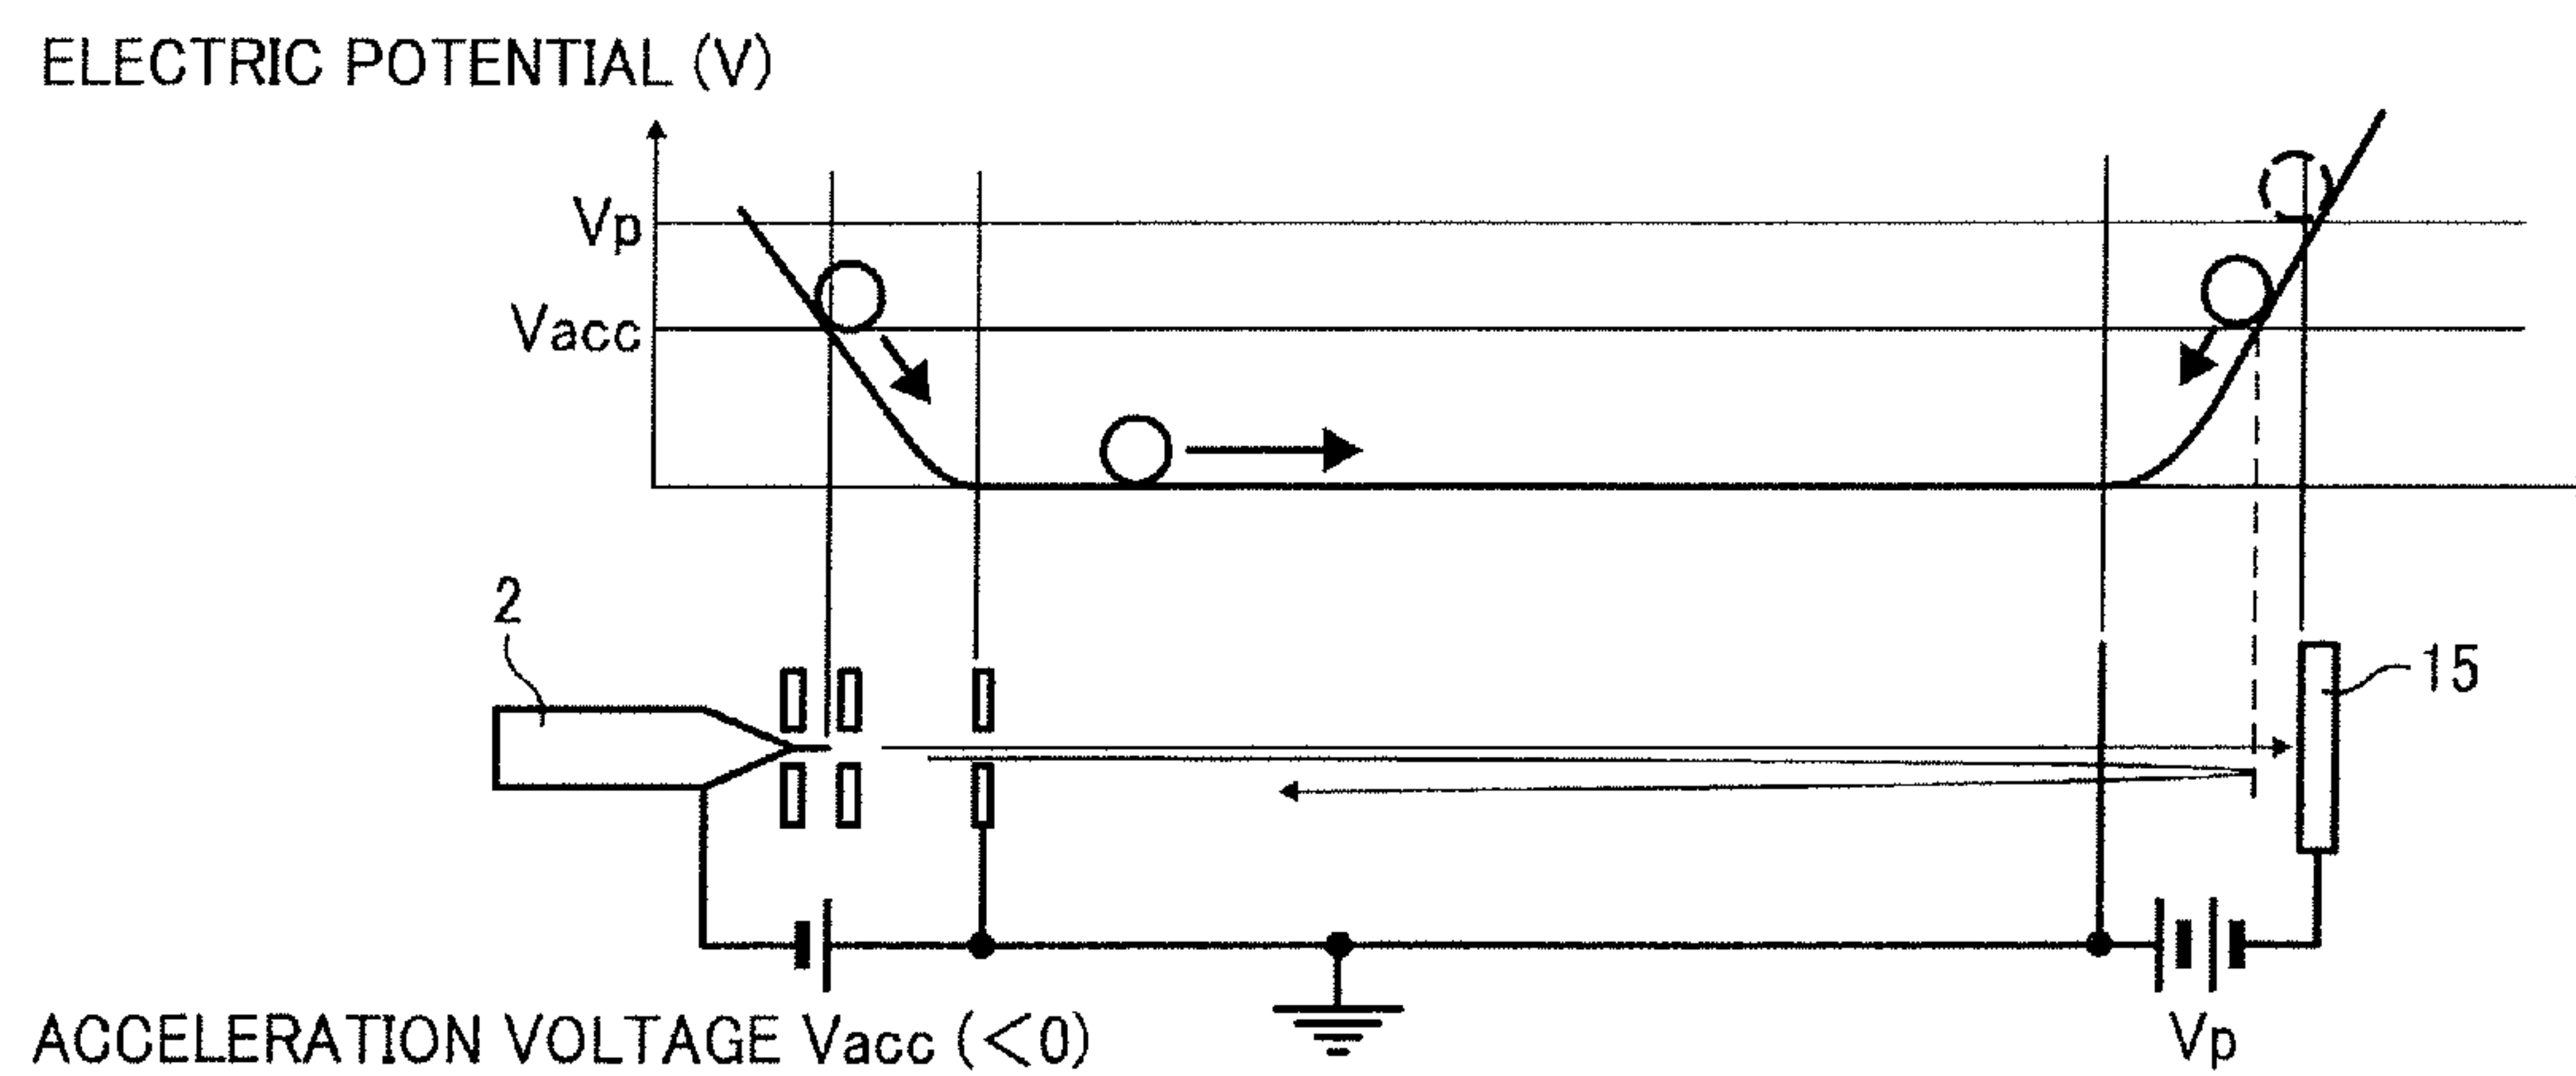 ELECTRIC POTENTIAL (V)
Vp
Vacc
2
15
ACCELERATION VOLTAGE Vacc (<0)
Vp